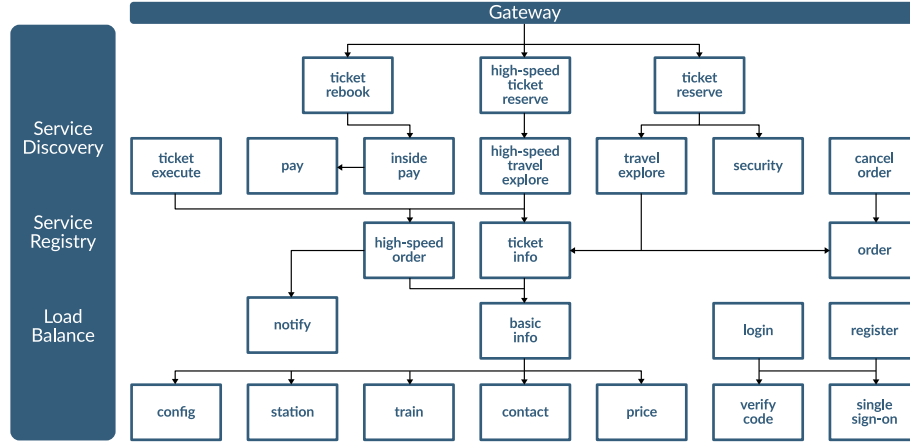 Gateway
ticket
rebook
high-speed
ticket
reserve
ticket
reserve
Service
Discovery
ticket
execute
pay
inside
pay
high-speed
travel
explore
travel
explore
security
cancel
order
Service
Registry
high-speed
order
ticket
info
order
Load
Balance
notify
basic
info
login
register
config
station
train
contact
price
verify
code
single
sign-on